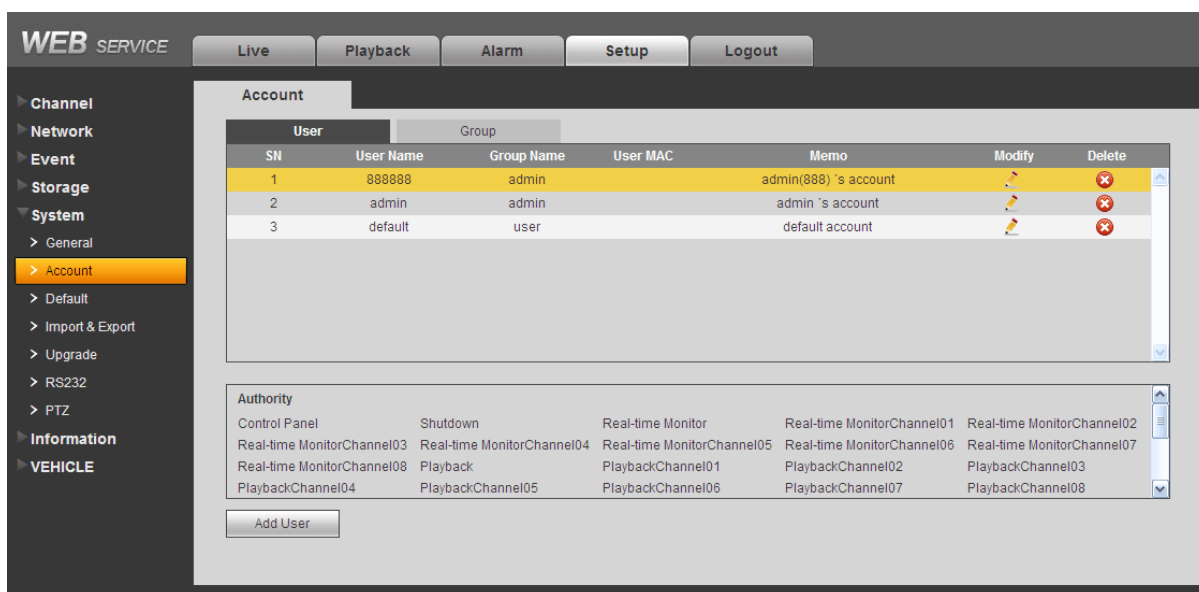 WEB SERVICE
Live Playback Alarm Setup Logout
Channel
Network
Event
Storage
System
> General
> Account
> Default
> Import & Export
> Upgrade
> RS232
> PTZ
Information
VEHICLE
Account
User Group
SN User Name Group Name User MAC Memo Modify Delete
1 888888 admin admin(888) 's account
2 admin admin admin 's account
3 default user default account
Authority
Control Panel Shutdown Real-time Monitor Real-time MonitorChannel01 Real-time MonitorChannel02
Real-time MonitorChannel03 Real-time MonitorChannel04 Real-time MonitorChannel05 Real-time MonitorChannel06 Real-time MonitorChannel07
Real-time MonitorChannel08 Playback PlaybackChannel01 PlaybackChannel02 PlaybackChannel03
PlaybackChannel04 PlaybackChannel05 PlaybackChannel06 PlaybackChannel07 PlaybackChannel08
Add User